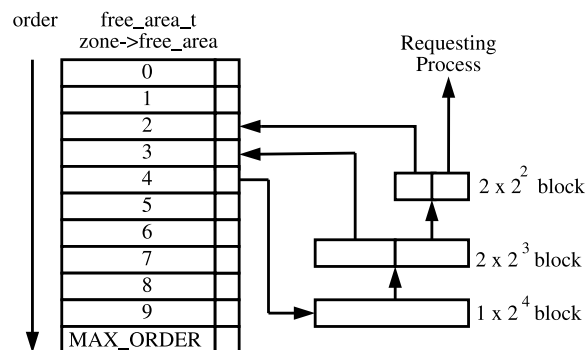 order
free_area_t
zone->free_area
0
1
2
3
4
5
6
7
8
9
MAX_ORDER
Requesting
Process
2 x 2^2 block
2 x 2^3 block
1 x 2^4 block